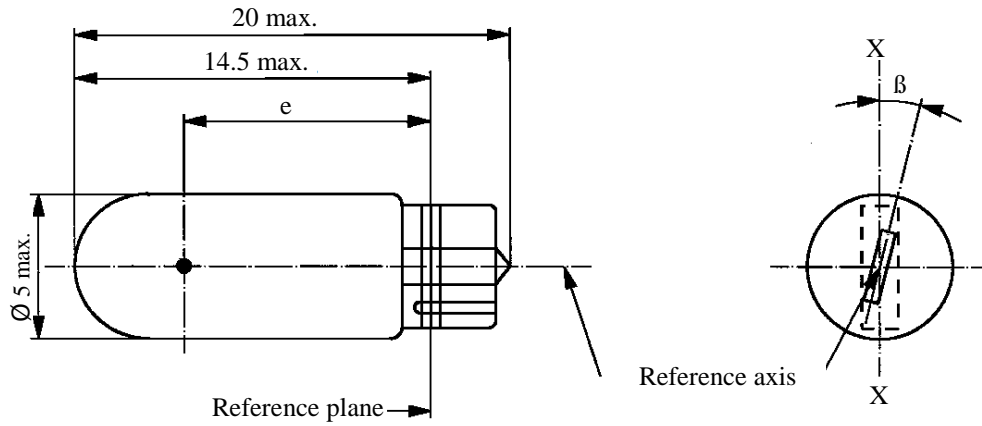 20 max.
14.5 max.
e
Ø 5 max.
Reference plane
Reference axis
X
ß
X